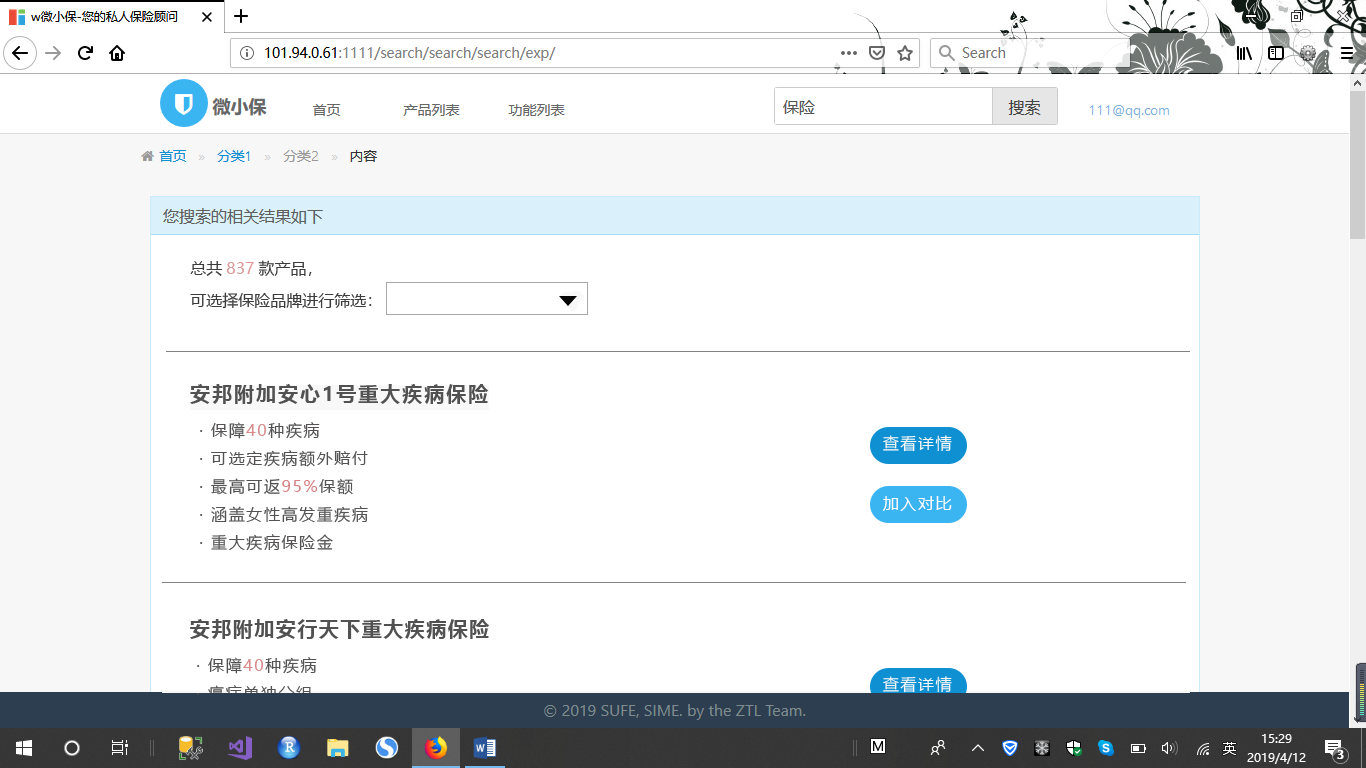 w微小保-您的私人保险顾问
101.94.0.61:1111/search/search/search/exp/
Search
微小保
首页
产品列表
功能列表
保险
搜索
111@qq.com
首页 » 分类1 » 分类2 » 内容
您搜索的相关结果如下
总共 837 款产品，
可选择保险品牌进行筛选：
安邦附加安心1号重大疾病保险
· 保障40种疾病
· 可选定疾病额外赔付
· 最高可返95%保额
· 涵盖女性高发重疾病
· 重大疾病保险金
查看详情
加入对比
安邦附加安行天下重大疾病保险
· 保障40种疾病
查看详情
© 2019 SUFE, SIME. by the ZTL Team.
M
英
15:29
2019/4/12
3